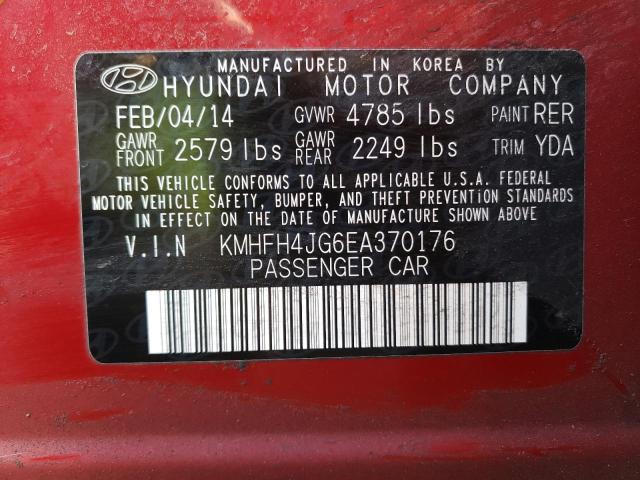 MANUFACTURED IN KOREA BY
HYUNDAI MOTOR COMPANY
FEB/04/14 GVWR 4785 lbs PAINT RER
GAWR FRONT 2579 lbs GAWR REAR 2249 lbs TRIM YDA
THIS VEHICLE CONFORMS TO ALL APPLICABLE U.S.A. FEDERAL
MOTOR VEHICLE SAFETY, BUMPER, AND THEFT PREVENTION STANDARDS
IN EFFECT ON THE DATE OF MANUFACTURE SHOWN ABOVE
V.I.N KMHFH4JG6EA370176
PASSENGER CAR